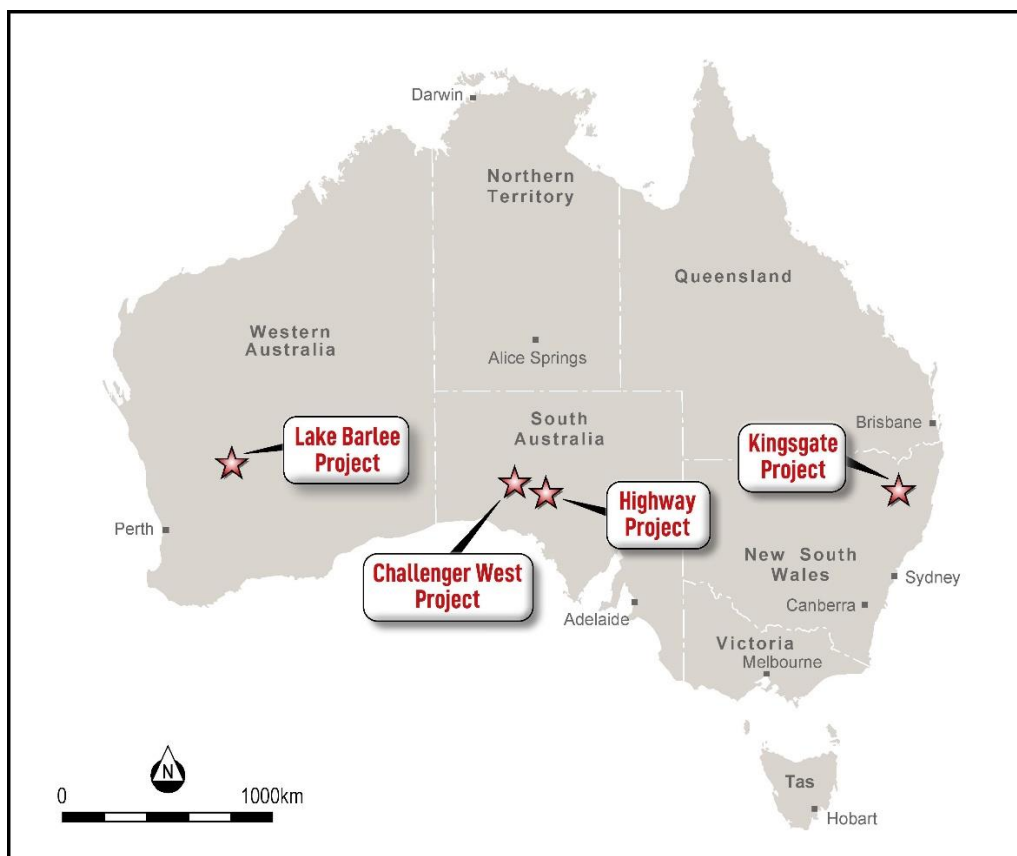 Darwin
Northern
Territory
Queensland
Western
Australia
Alice Springs
South
Australia
Brisbane
Lake Barlee
Project
Kingsgate
Project
Highway
Project
Perth
Challenger West
Project
New South
Wales
Sydney
Canberra
Adelaide
Victoria
Melbourne
N
0
1000km
Tas
Hobart